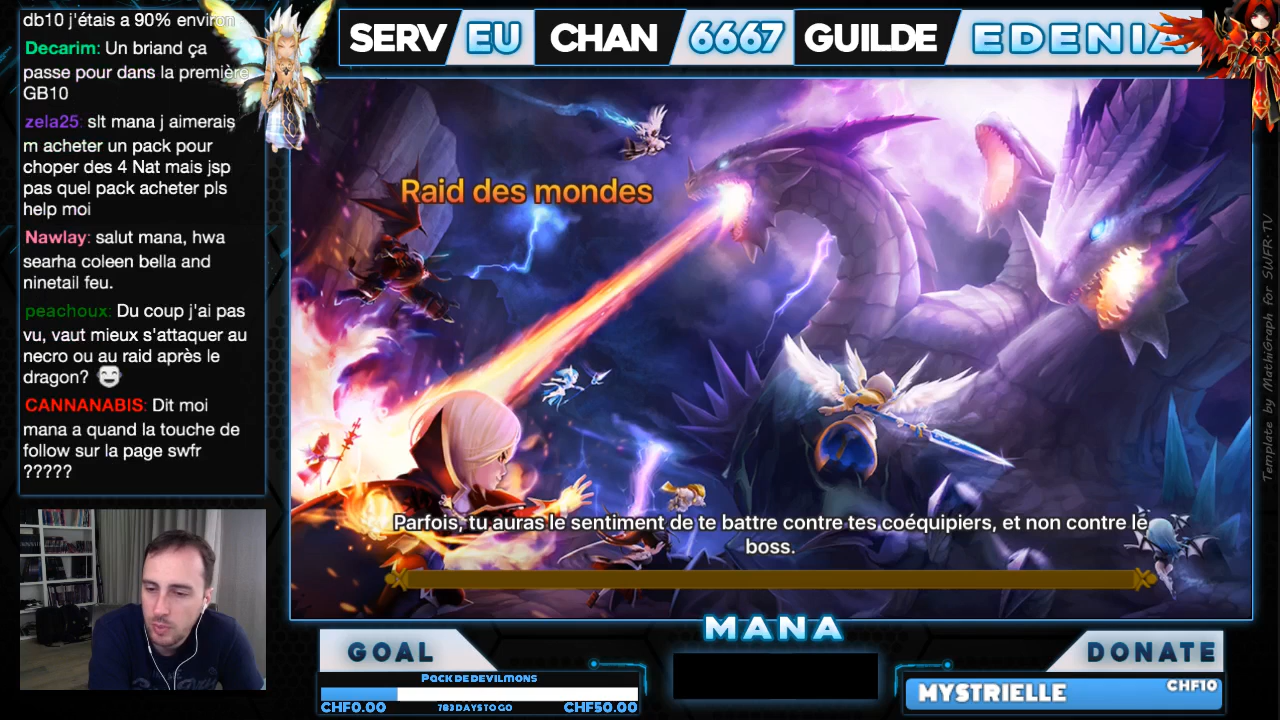 db10 j'étais a 90% environ
Decarim: Un briand ça
passe pour dans la première
GB10
zela25: slt mana j aimerais
m acheter un pack pour
choper des 4 Nat mais jsp
pas quel pack acheter pls
help moi
Nawlay: salut mana, hwa
searha coleen bella and
ninetail feu.
peachoux: Du coup j'ai pas
vu, vaut mieux s'attaquer au
necro ou au raid après le
dragon?
CANNANABIS: Dit moi
mana a quand la touche de
follow sur la page swfr
?????
SERV EU CHAN 6667 GUILDE EDENIA
Raid des mondes
Parfois, tu auras le sentiment de te battre contre tes coéquipiers, et non contre le
boss.
Template by MathiGraph for SWFR.TV
MANA
GOAL
PACK DE DEVILMONS
CHF0.00 783 DAYS TO GO CHF50.00
DONATE
MYSTRIELLE CHF10